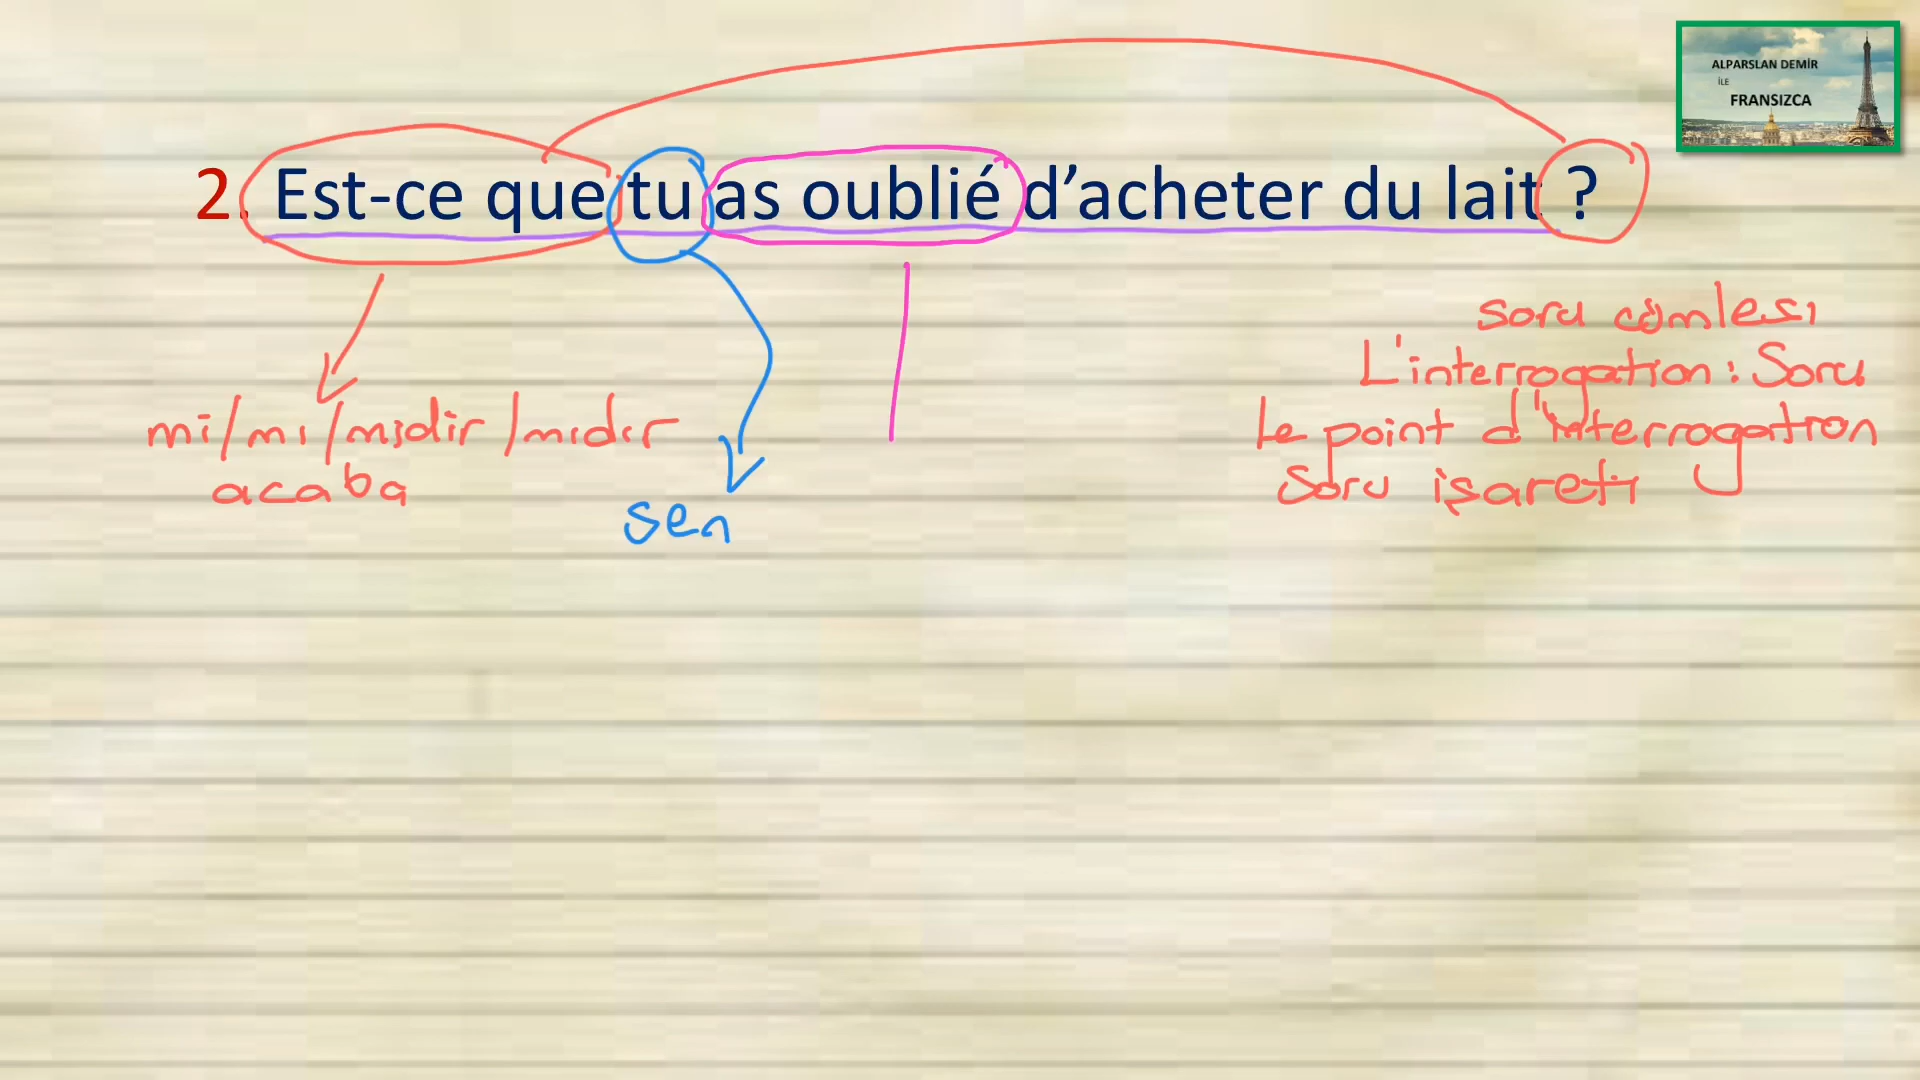 ALPARSLAN DEMİR
İLE
FRANSIZCA
2. Est-ce que tu as oublié d’acheter du lait ?
soru cümlesi
L'interrogation : Soru
Le point d'interrogation
Soru işareti
mi/mı/midir/mıdır
acaba
sen